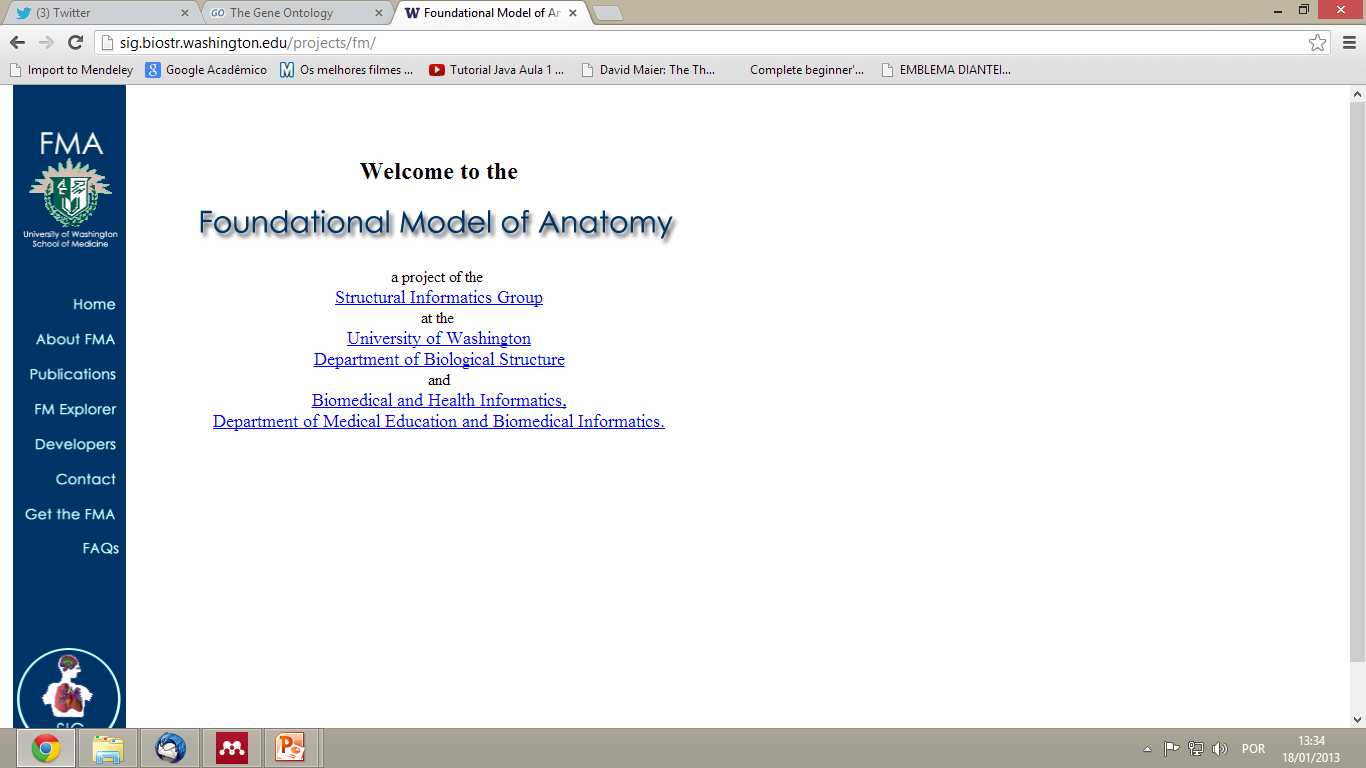 (3) Twitter
GO The Gene Ontology
W Foundational Model of An
sig.biostr.washington.edu/projects/fm/
Import to Mendeley
8 Google Acadêmico
M Os melhores filmes ...
Tutorial Java Aula 1 ...
David Maier: The Th...
Complete beginner'...
EMBLEMA DIANTEI...
FMA
University of Washington
School of Medicine
Home
About FMA
Publications
FM Explorer
Developers
Contact
Get the FMA
FAQs
SIG
Welcome to the
Foundational Model of Anatomy
a project of the
Structural Informatics Group
at the
University of Washington
Department of Biological Structure
and
Biomedical and Health Informatics,
Department of Medical Education and Biomedical Informatics.
POR
13:34
18/01/2013